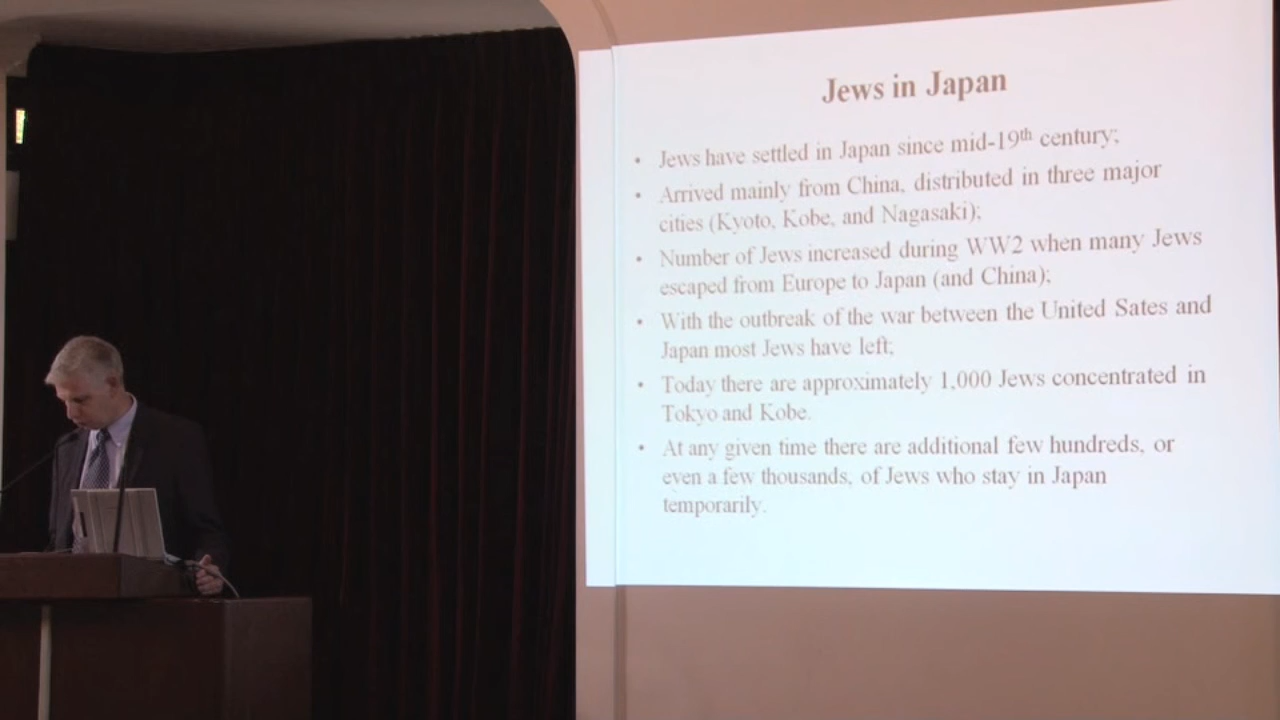 Jews in Japan
• Jews have settled in Japan since mid-19th century;
• Arrived mainly from China, distributed in three major
cities (Kyoto, Kobe, and Nagasaki);
• Number of Jews increased during WW2 when many Jews
escaped from Europe to Japan (and China);
• With the outbreak of the war between the United Sates and
Japan most Jews have left;
• Today there are approximately 1,000 Jews concentrated in
Tokyo and Kobe.
• At any given time there are additional few hundreds, or
even a few thousands, of Jews who stay in Japan
temporarily.